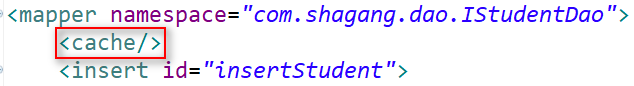 <mapper namespace="com.shagang.dao.IStudentDao">
<cache/>
<insert id="insertStudent">